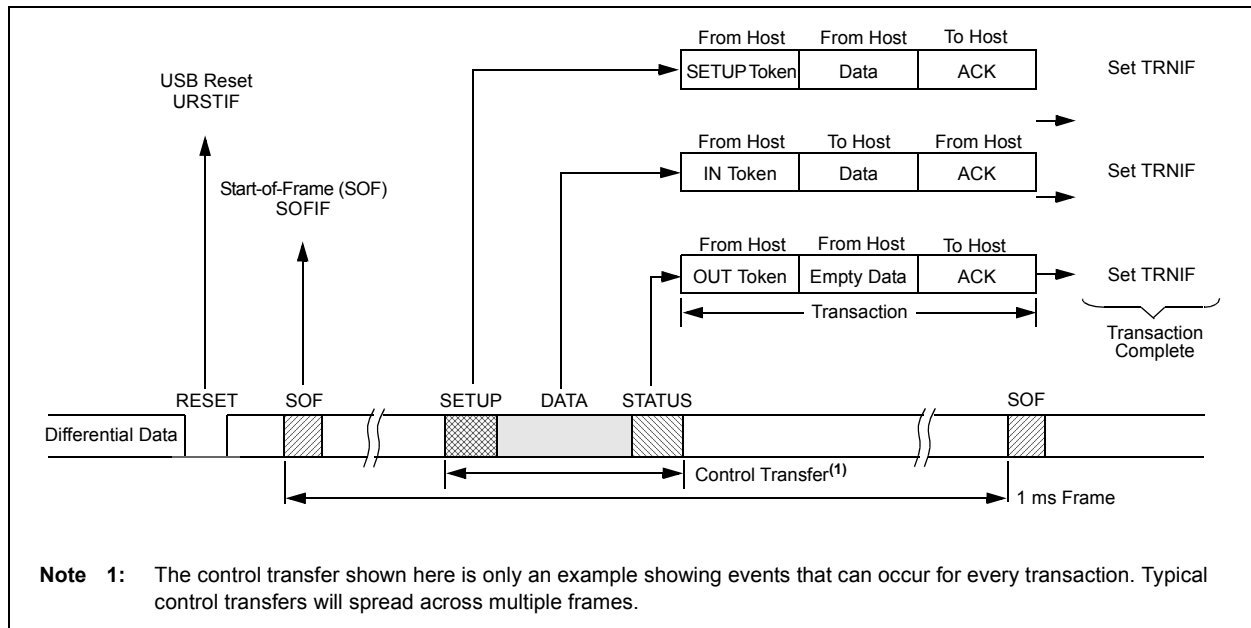 From Host From Host To Host
SETUP Token Data ACK Set TRNIF
USB Reset
URSTIF
From Host To Host From Host
IN Token Data ACK Set TRNIF
Start-of-Frame (SOF)
SOFIF
From Host From Host To Host
OUT Token Empty Data ACK Set TRNIF
Transaction
Transaction
Complete
RESET SOF SETUP DATA STATUS SOF
Differential Data
Control Transfer(1)
1 ms Frame
Note 1: The control transfer shown here is only an example showing events that can occur for every transaction. Typical
control transfers will spread across multiple frames.